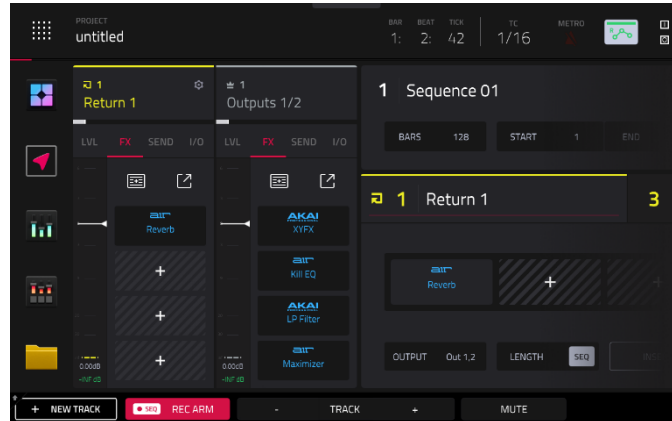 PROJECT
untitled
BAR BEAT TICK TC METRO
1: 2: 42 1/16
1
Return 1
1
Outputs 1/2
LVL FX SEND I/O
LVL FX SEND I/O
air
Reverb
+
+
+
0.00dB
-INF dB
AKAI
XYFX
air
Kill EQ
AKAI
LP Filter
air
Maximizer
0.00dB
-INF dB
1 Sequence 01
BARS 128 START 1 END
1 Return 1 3
air
Reverb
+
+
OUTPUT Out 1,2 LENGTH SEQ
+ NEW TRACK SEQ REC ARM - TRACK + MUTE